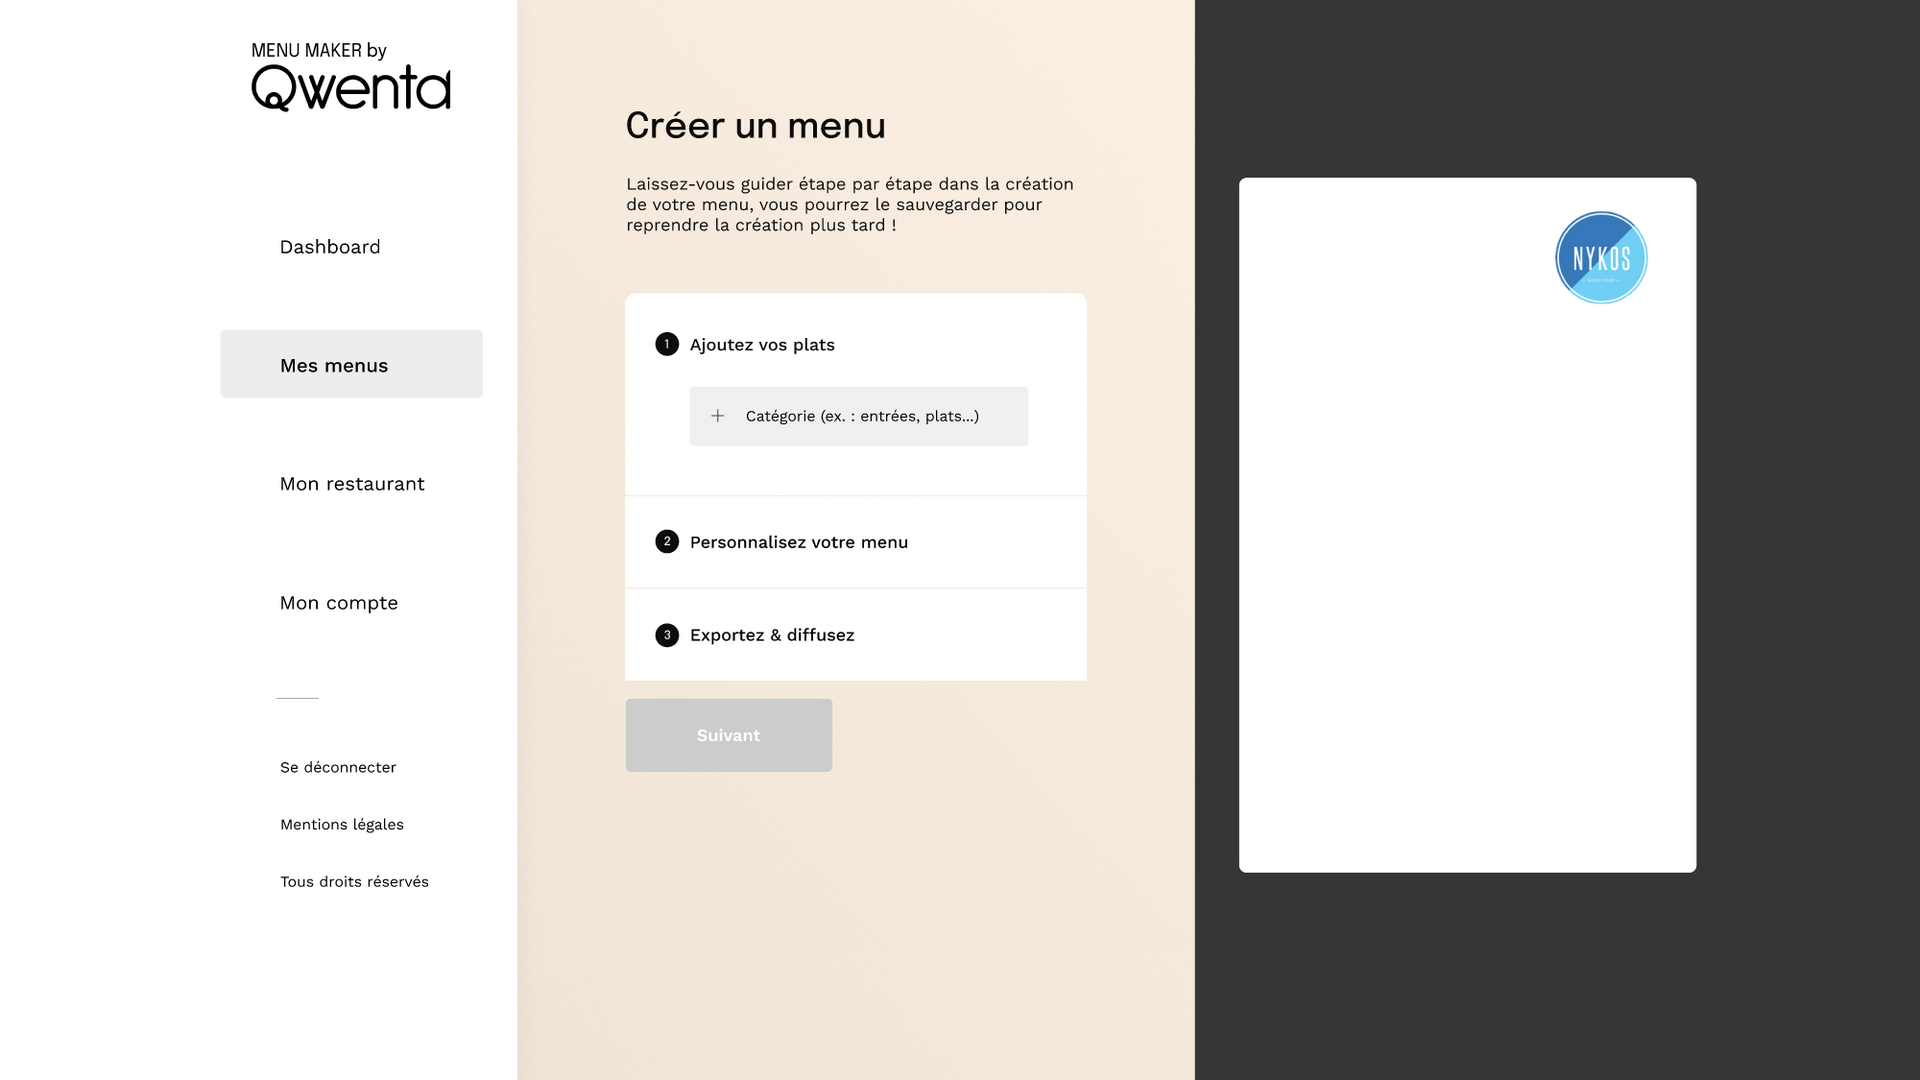 MENU MAKER by
Qwenta
Dashboard
Mes menus
Mon restaurant
Mon compte
Se déconnecter
Mentions légales
Tous droits réservés
Créer un menu
Laissez-vous guider étape par étape dans la création
de votre menu, vous pourrez le sauvegarder pour
reprendre la création plus tard !
1 Ajoutez vos plats
+ Catégorie (ex. : entrées, plats...)
2 Personnalisez votre menu
3 Exportez & diffusez
Suivant
NYKOS